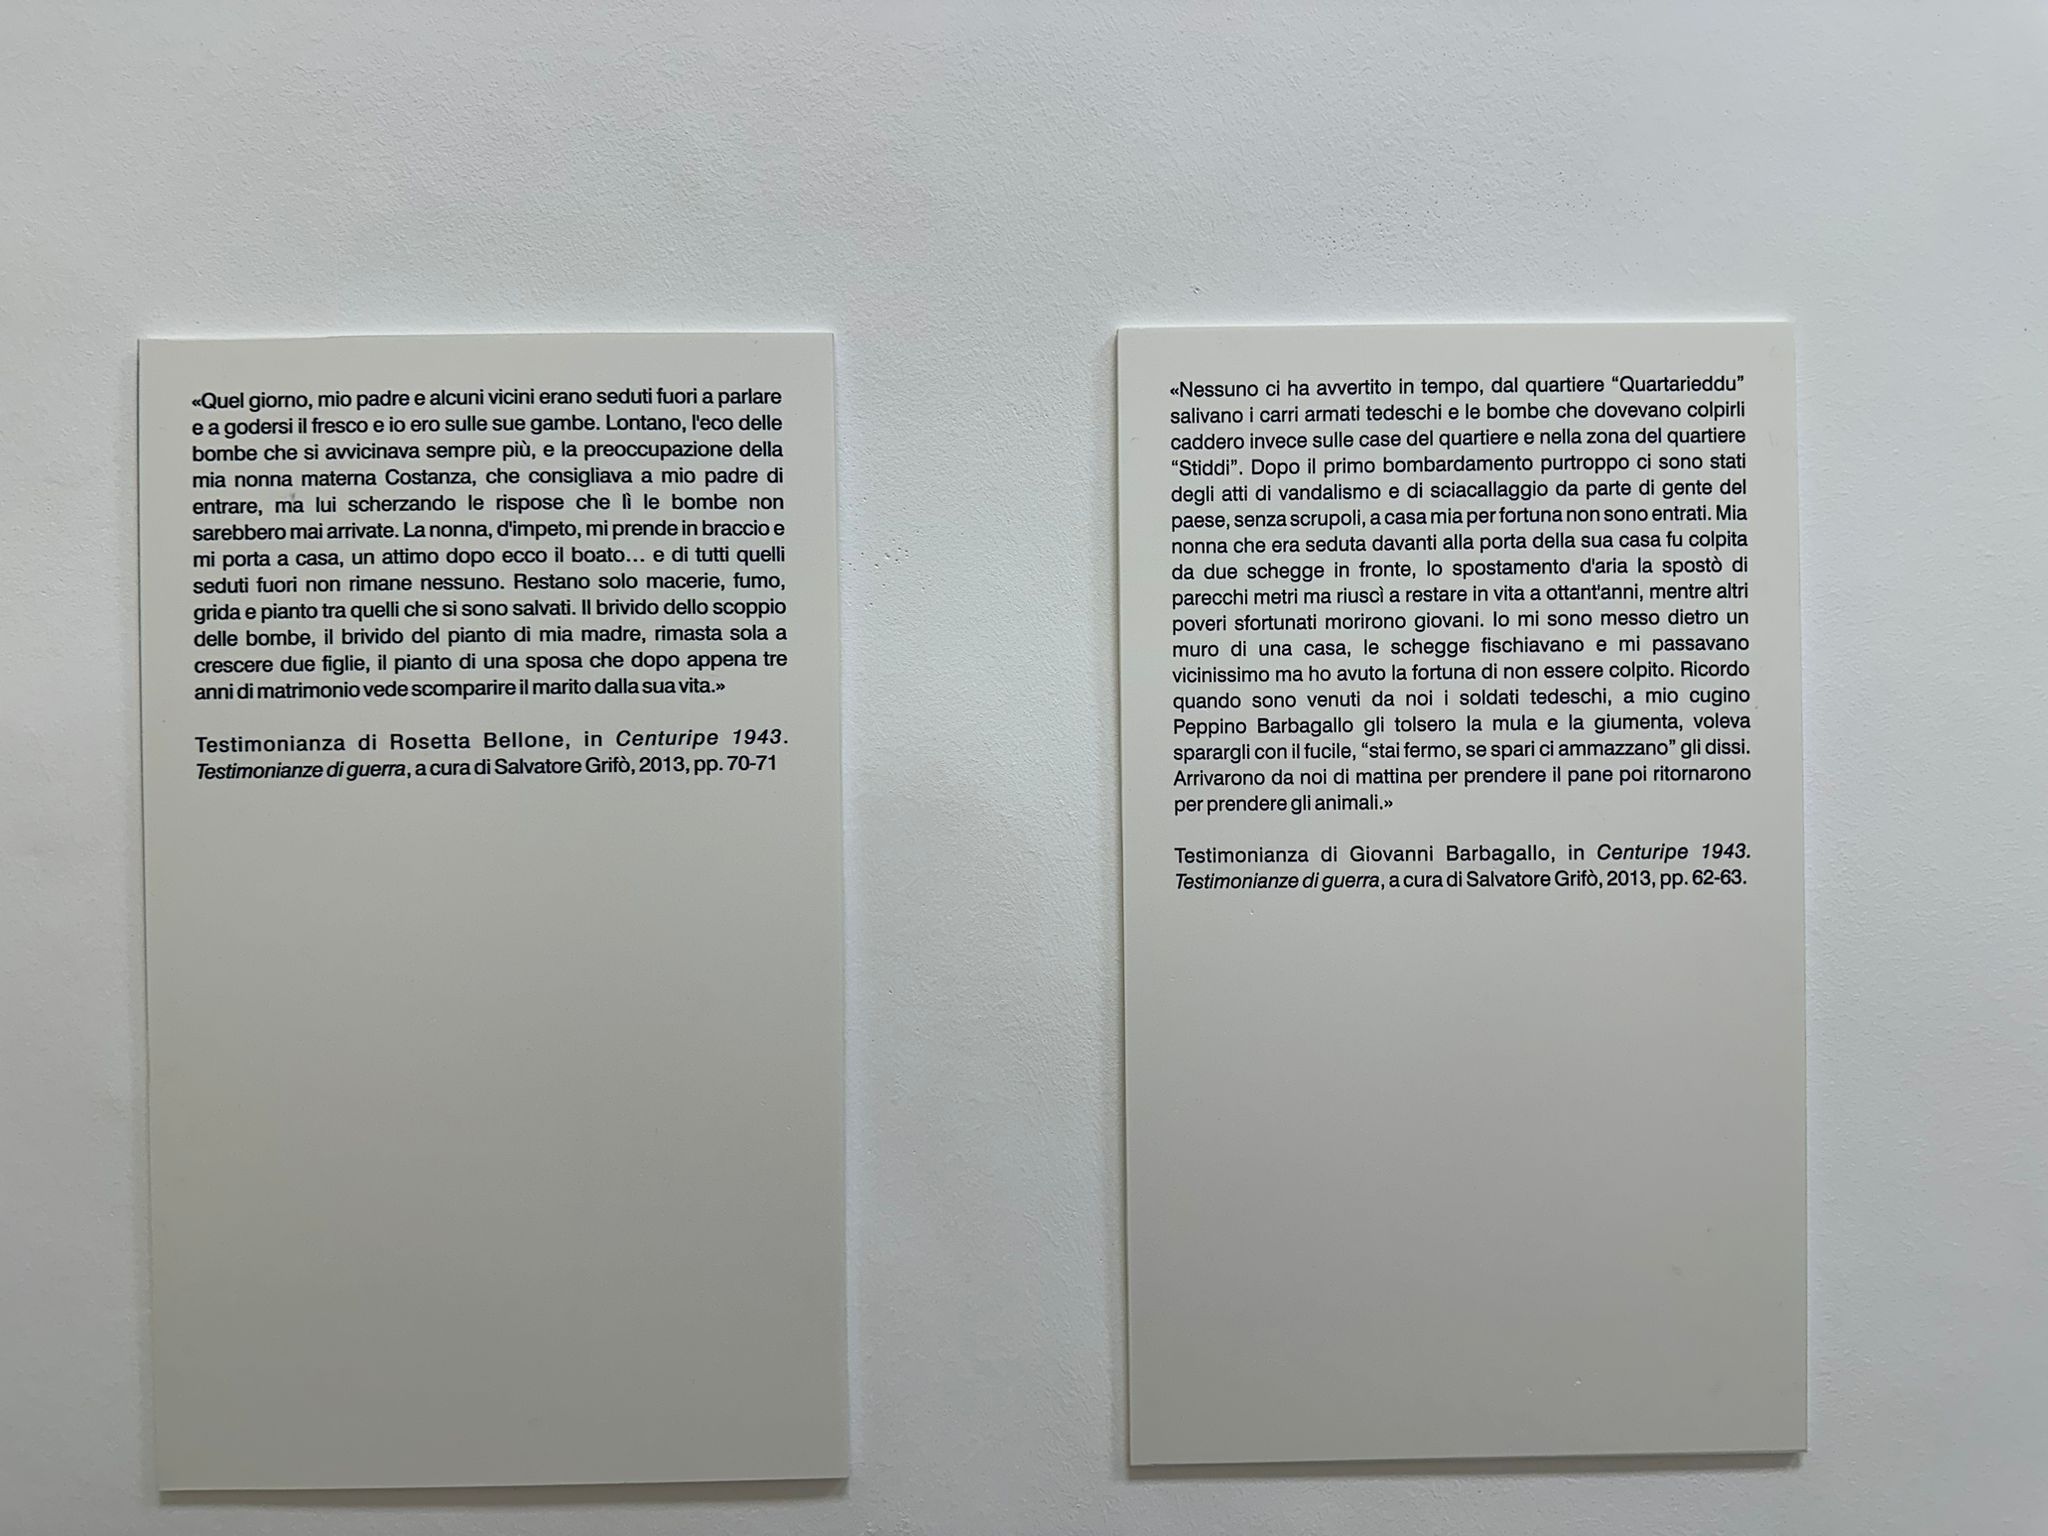 «Quel giorno, mio padre e alcuni vicini erano seduti fuori a parlare
e a godersi il fresco e io ero sulle sue gambe. Lontano, l'eco delle
bombe che si avvicinava sempre più, e la preoccupazione della
mia nonna materna Costanza, che consigliava a mio padre di
entrare, ma lui scherzando le rispose che lì le bombe non
sarebbero mai arrivate. La nonna, d'impeto, mi prende in braccio e
mi porta a casa, un attimo dopo ecco il boato... e di tutti quelli
seduti fuori non rimane nessuno. Restano solo macerie, fumo,
grida e pianto tra quelli che si sono salvati. Il brivido dello scoppio
delle bombe, il brivido del pianto di mia madre, rimasta sola a
crescere due figlie, il pianto di una sposa che dopo appena tre
anni di matrimonio vede scomparire il marito dalla sua vita.»
Testimonianza di Rosetta Bellone, in Centuripe 1943.
Testimonianze di guerra, a cura di Salvatore Grifò, 2013, pp. 70-71
«Nessuno ci ha avvertito in tempo, dal quartiere “Quartarieddu”
salivano i carri armati tedeschi e le bombe che dovevano colpirli
caddero invece sulle case del quartiere e nella zona del quartiere
“Stiddi”. Dopo il primo bombardamento purtroppo ci sono stati
degli atti di vandalismo e di sciacallaggio da parte di gente del
paese, senza scrupoli, a casa mia per fortuna non sono entrati. Mia
nonna che era seduta davanti alla porta della sua casa fu colpita
da due schegge in fronte, lo spostamento d'aria la spostò di
parecchi metri ma riuscì a restare in vita a ottant'anni, mentre altri
poveri sfortunati morirono giovani. Io mi sono messo dietro un
muro di una casa, le schegge fischiavano e mi passavano
vicinissimo ma ho avuto la fortuna di non essere colpito. Ricordo
quando sono venuti da noi i soldati tedeschi, a mio cugino
Peppino Barbagallo gli tolsero la mula e la giumenta, voleva
sparargli con il fucile, “stai fermo, se spari ci ammazzano” gli dissi.
Arrivarono da noi di mattina per prendere il pane poi ritornarono
per prendere gli animali.»
Testimonianza di Giovanni Barbagallo, in Centuripe 1943.
Testimonianze di guerra, a cura di Salvatore Grifò, 2013, pp. 62-63.